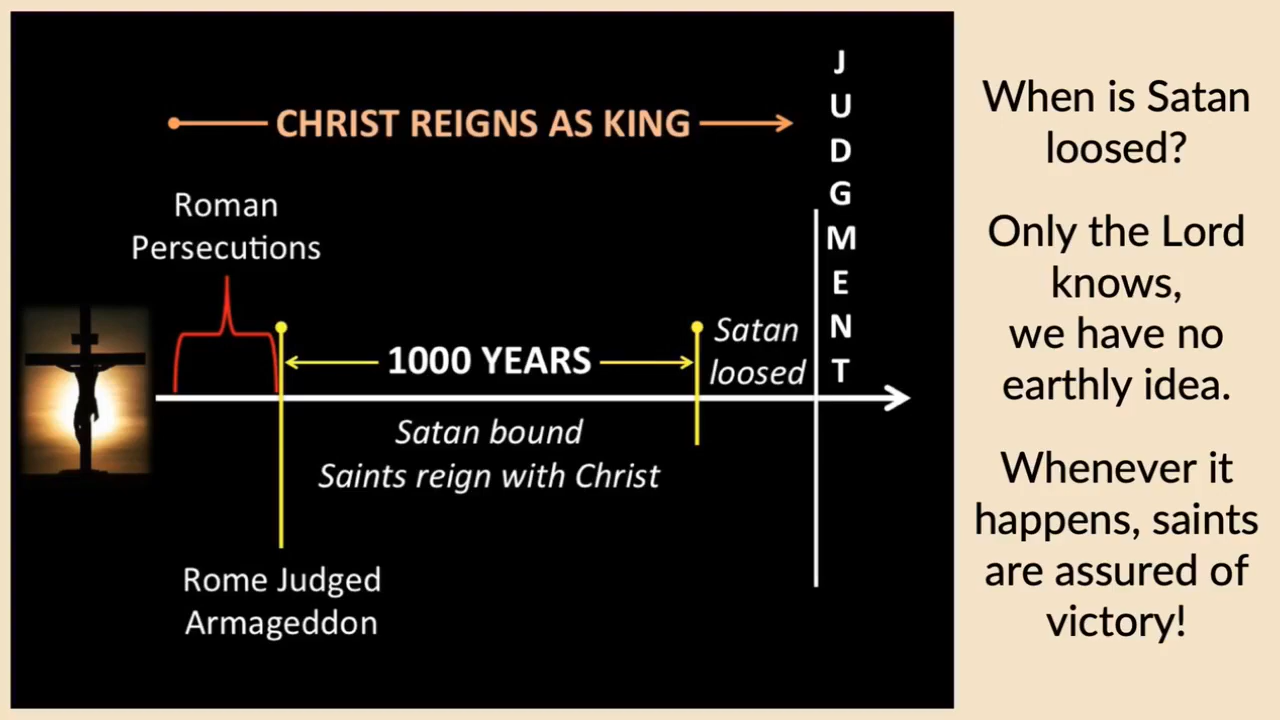 CHRIST REIGNS AS KING
JUDGMENT
Roman
Persecutions
1000 YEARS
Satan
loosed
Satan bound
Saints reign with Christ
Rome Judged
Armageddon
When is Satan
loosed?
Only the Lord
knows,
we have no
earthly idea.
Whenever it
happens, saints
are assured of
victory!